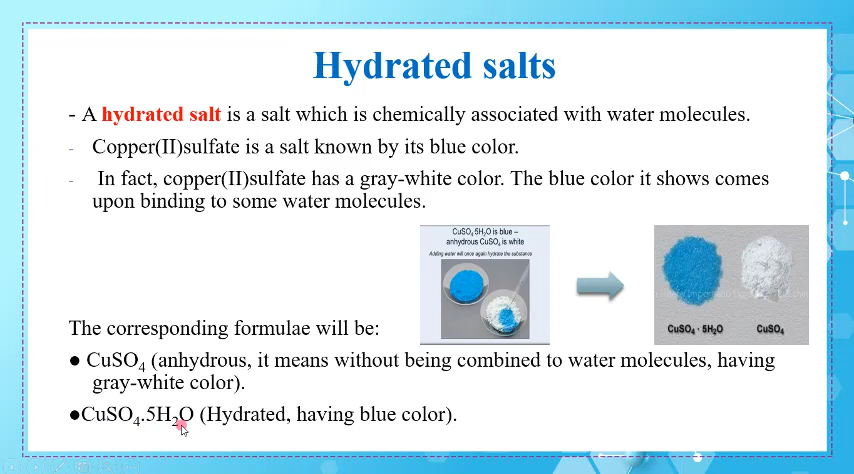 Hydrated salts
- A hydrated salt is a salt which is chemically associated with water molecules.
- Copper(II)sulfate is a salt known by its blue color.
- In fact, copper(II)sulfate has a gray-white color. The blue color it shows comes
upon binding to some water molecules.
CuSO₄ 5H₂O is blue –
anhydrous CuSO₄ is white
Adding water will once again hydrate the substance
CuSO₄ · 5H₂O
CuSO₄
The corresponding formulae will be:
● CuSO₄ (anhydrous, it means without being combined to water molecules, having
gray-white color).
●CuSO₄.5H₂O (Hydrated, having blue color).